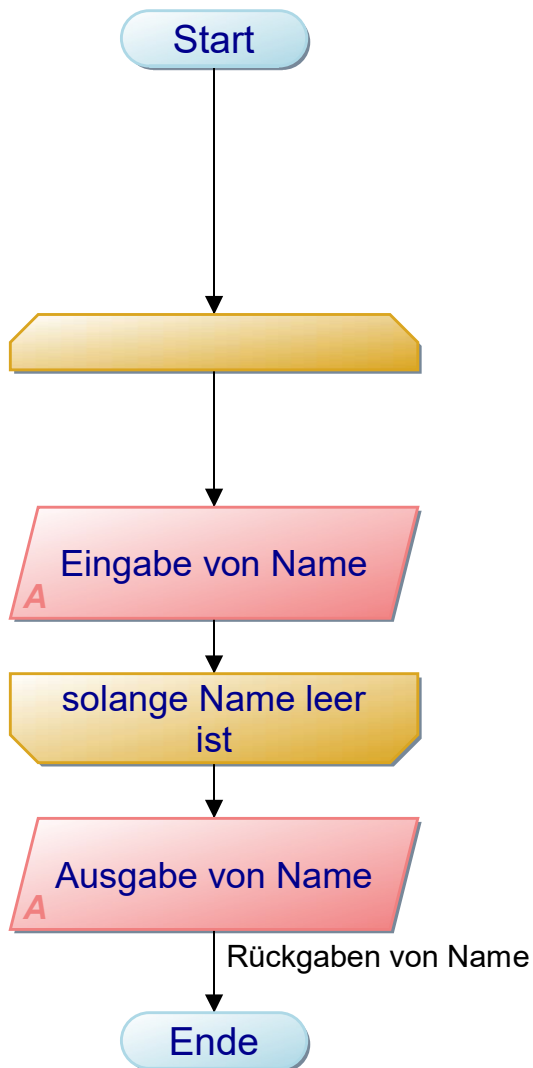 Start
Eingabe von Name
A
solange Name leer
ist
Ausgabe von Name
A
Rückgaben von Name
Ende